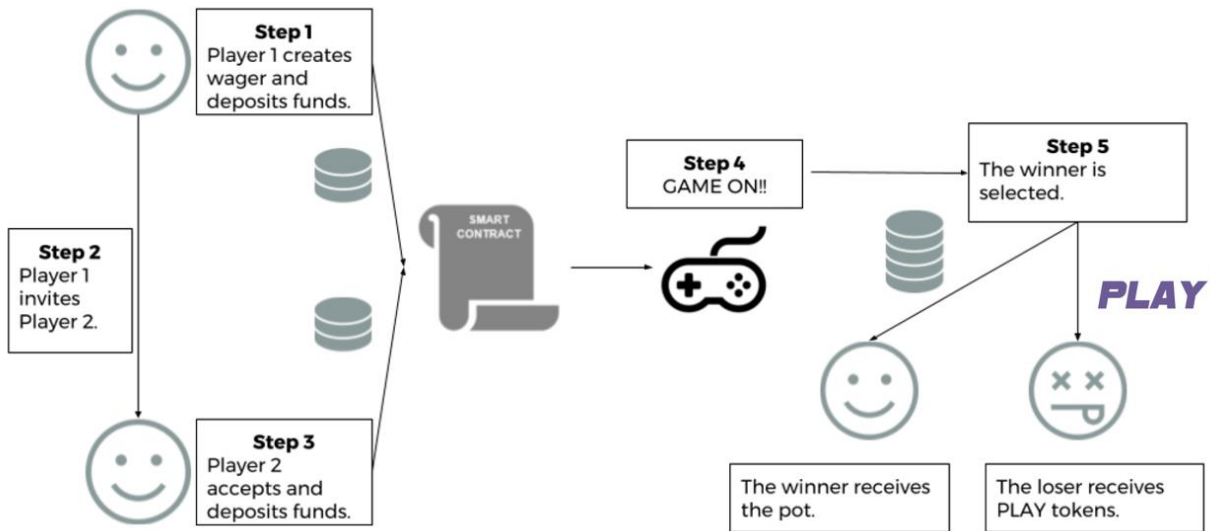 Step 1
Player 1 creates
wager and
deposits funds.
Step 2
Player 1
invites
Player 2.
Step 3
Player 2
accepts and
deposits funds.
SMART
CONTRACT
Step 4
GAME ON!!
Step 5
The winner is
selected.
PLAY
The winner receives
the pot.
The loser receives
PLAY tokens.